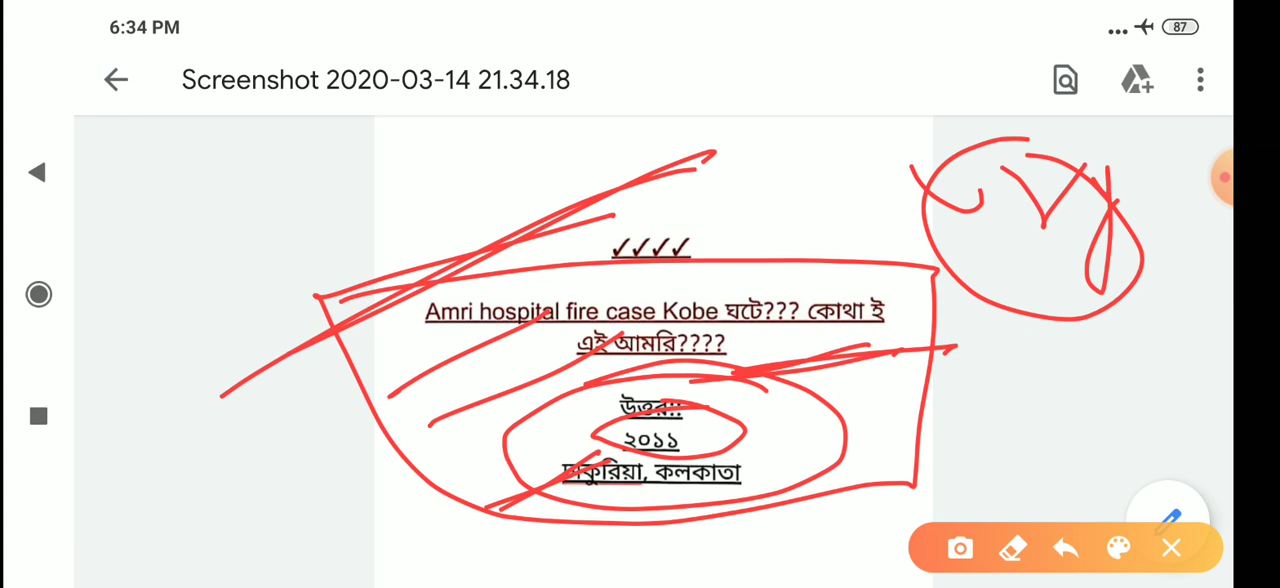 6:34 PM
87
Screenshot 2020-03-14 21.34.18
✓✓✓✓
Amri hospital fire case Kobe ঘটে??? কোথা ই
এই আমরি????
উত্তর!!
২০১১
ঢাকুরিয়া, কলকাতা